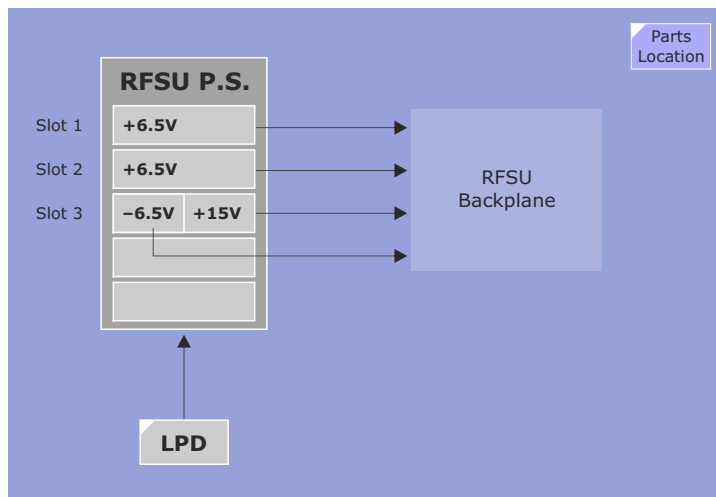 Parts
Location
RFSU P.S.
Slot 1
+6.5V
Slot 2
+6.5V
Slot 3
–6.5V
+15V
RFSU
Backplane
LPD